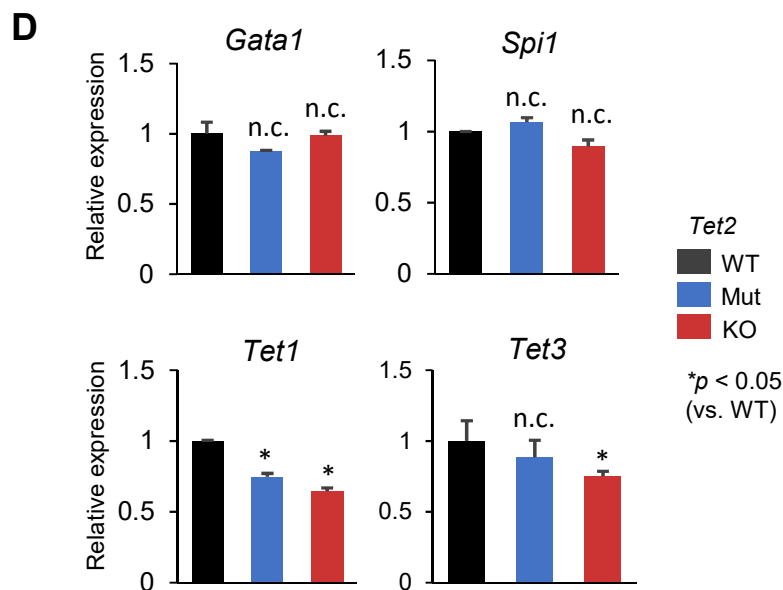 D
Gata1
Relative expression
1.5
1
0.5
0
n.c.
n.c.
Spi1
1.5
1
0.5
0
n.c.
n.c.
Tet2
WT
Mut
KO
*p < 0.05
(vs. WT)
Tet1
Relative expression
1.5
1
0.5
0
*
*
Tet3
1.5
1
0.5
0
n.c.
*